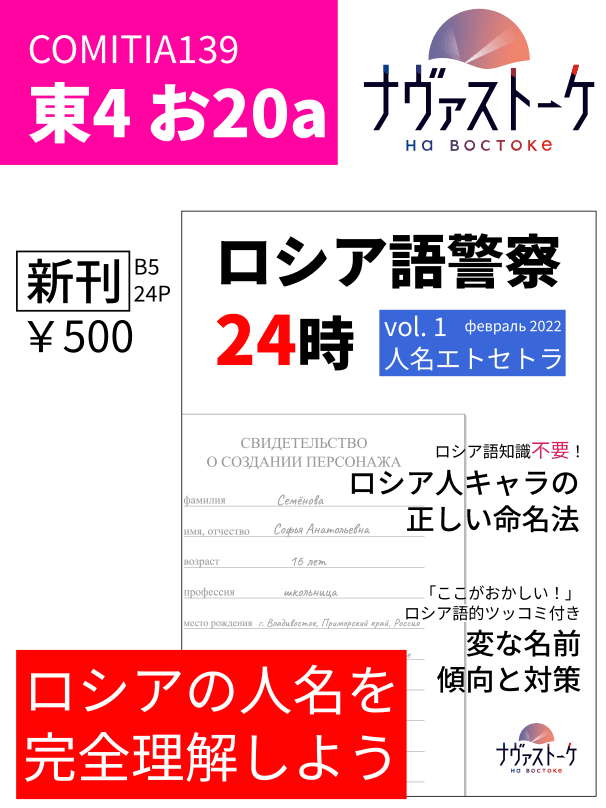 COMITIA139
東4 お20a
ナヴァストーケ
на востоке
新刊
B5
24P
￥500
ロシア語警察
24時
vol. 1 февраль 2022
人名エトセトラ
СВИДЕТЕЛЬСТВО
О СОЗДАНИИ ПЕРСОНАЖА
фамилия Семёнова
имя, отчество Софья Анатольевна
возраст 16 лет
профессия школьница
место рождения г. Владивосток, Приморский край, Россия
ロシア語知識不要！
ロシア人キャラの
正しい命名法
「ここがおかしい！」
ロシア語的ツッコミ付き
変な名前
傾向と対策
ロシアの人名を
完全理解しよう
ナヴァストーケ
на востоке